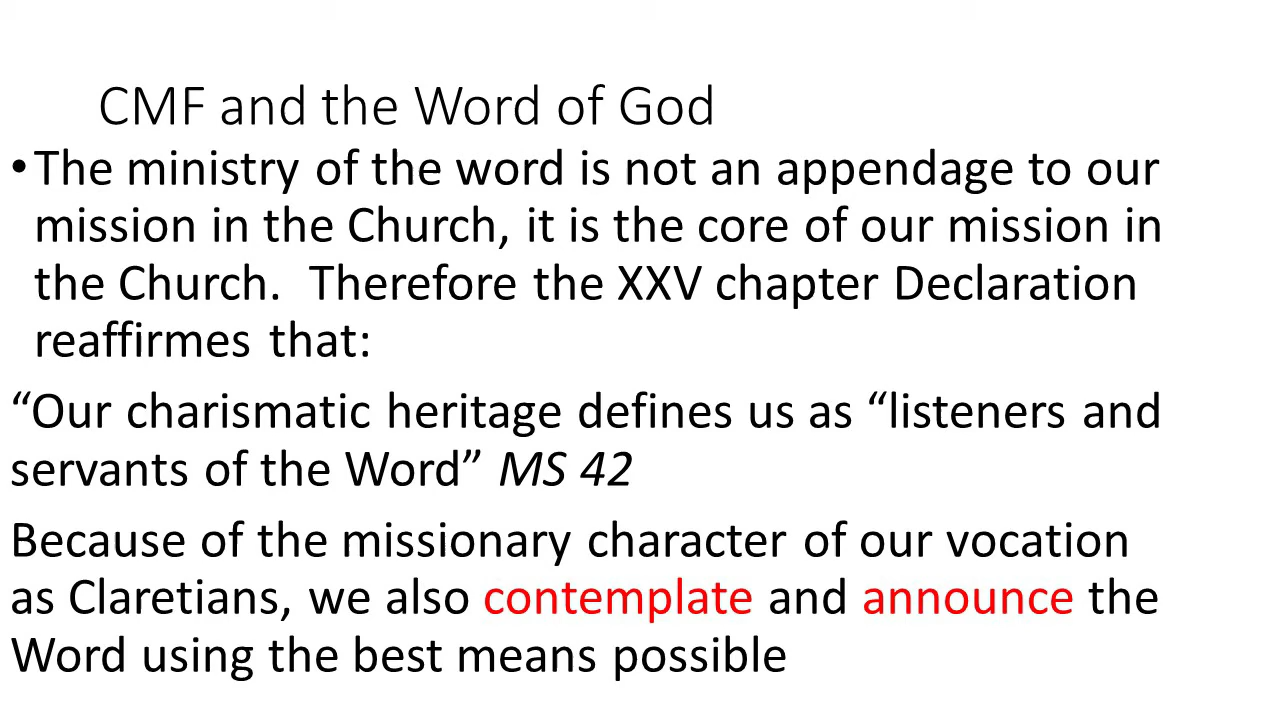 CMF and the Word of God
•The ministry of the word is not an appendage to our
mission in the Church, it is the core of our mission in
the Church.  Therefore the XXV chapter Declaration
reaffirmes that:
“Our charismatic heritage defines us as “listeners and
servants of the Word” MS 42
Because of the missionary character of our vocation
as Claretians, we also contemplate and announce the
Word using the best means possible